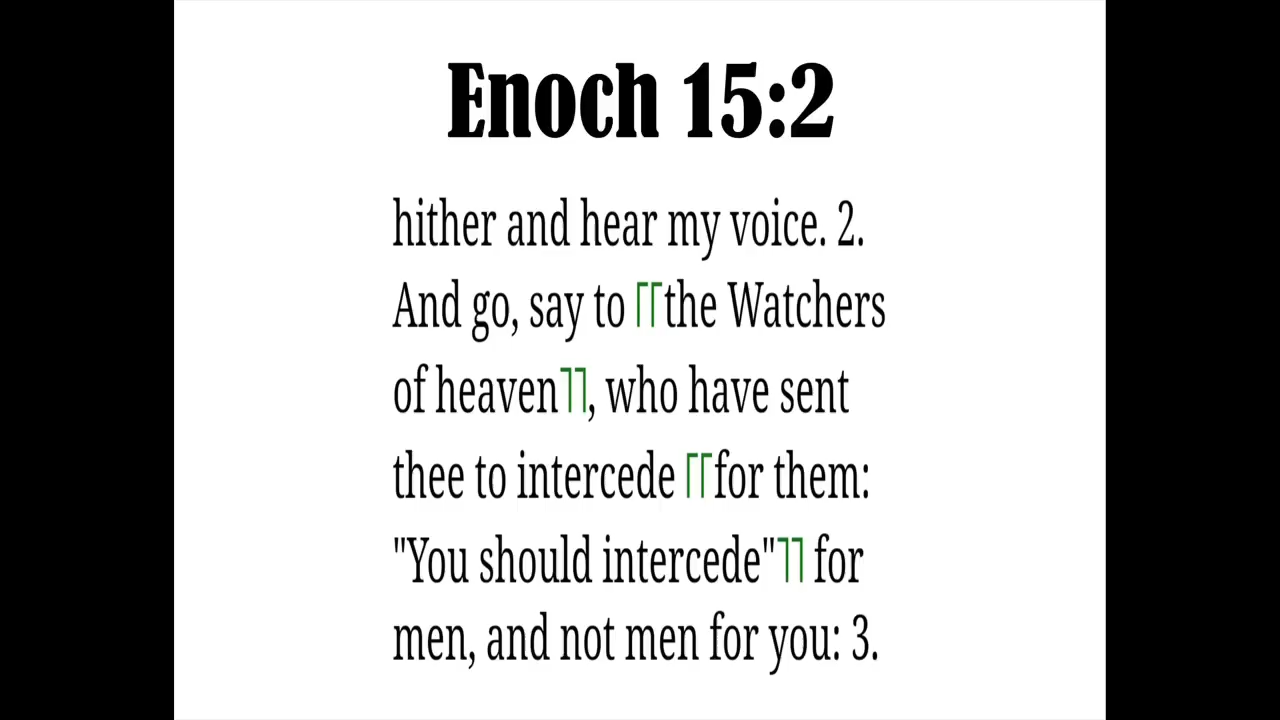 Enoch 15:2
hither and hear my voice. 2.
And go, say to ⸢⸢the Watchers
of heaven⸣⸣, who have sent
thee to intercede ⸢⸢for them:
"You should intercede"⸣⸣ for
men, and not men for you: 3.